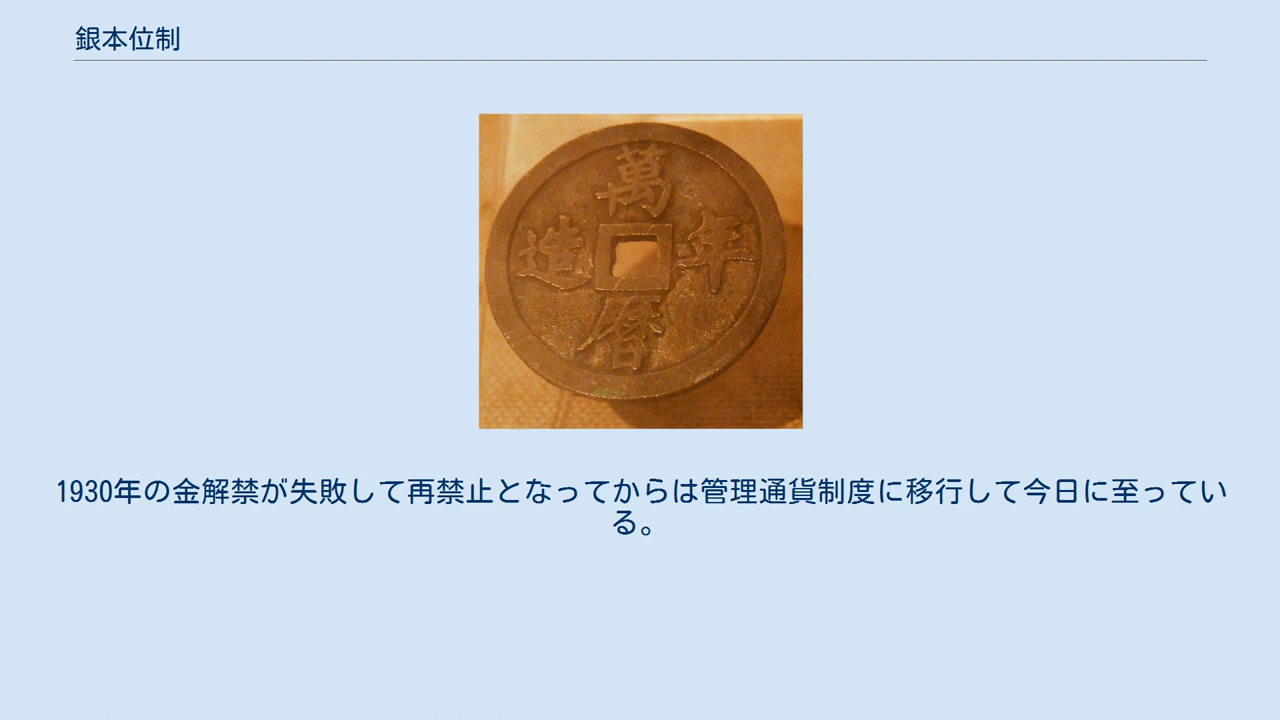 銀本位制
萬
造 年
暦
1930年の金解禁が失敗して再禁止となってからは管理通貨制度に移行して今日に至ってい
る。